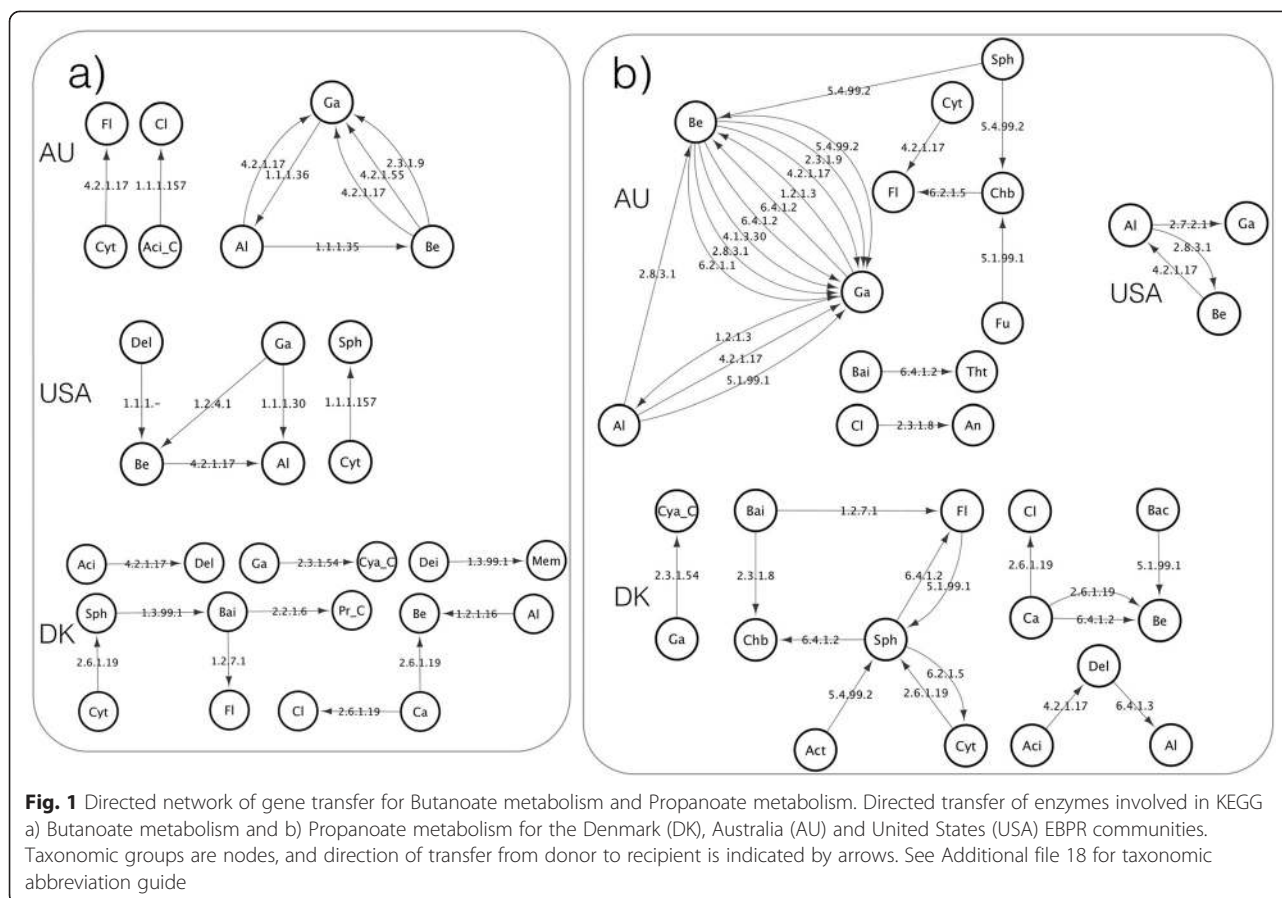 a)
AU
Fl
Cl
4.2.1.17
1.1.1.157
Cyt
Aci_C
Ga
4.2.1.17
1.1.1.36
4.2.1.55
2.3.1.9
4.2.1.17
Al
1.1.1.35
Be
USA
Del
Ga
Sph
1.1.1.-
1.2.4.1
1.1.1.30
1.1.1.157
Be
4.2.1.17
Al
Cyt
DK
Aci
4.2.1.17
Del
Ga
2.3.1.54
Cya_C
Dei
1.3.99.1
Mem
Sph
1.3.99.1
Bai
2.2.1.6
Pr_C
Be
1.2.1.16
Al
2.6.1.19
1.2.7.1
2.6.1.19
Cyt
Fl
Cl
2.6.1.19
Ca
b)
AU
Sph
5.4.99.2
Cyt
Be
5.4.99.2
5.4.99.2
2.3.1.9
4.2.1.17
4.2.1.17
1.2.1.3
Fl
6.2.1.5
Chb
6.4.1.2
6.4.1.2
4.1.3.30
2.8.3.1
2.8.3.1
6.2.1.1
5.1.99.1
Ga
Fu
1.2.1.3
4.2.1.17
5.1.99.1
Bai
6.4.1.2
Tht
Al
Cl
2.3.1.8
An
USA
Al
2.7.2.1
Ga
2.8.3.1
4.2.1.17
Be
DK
Cya_C
Bai
1.2.7.1
Fl
Cl
Bac
2.3.1.54
2.3.1.8
6.4.1.2
5.1.99.1
2.6.1.19
2.6.1.19
5.1.99.1
Ga
Chb
6.4.1.2
Sph
Ca
6.4.1.2
Be
5.4.99.2
2.6.1.19
6.2.1.5
Del
4.2.1.17
6.4.1.3
Act
Cyt
Aci
Al
Fig. 1 Directed network of gene transfer for Butanoate metabolism and Propanoate metabolism. Directed transfer of enzymes involved in KEGG
a) Butanoate metabolism and b) Propanoate metabolism for the Denmark (DK), Australia (AU) and United States (USA) EBPR communities.
Taxonomic groups are nodes, and direction of transfer from donor to recipient is indicated by arrows. See Additional file 18 for taxonomic
abbreviation guide